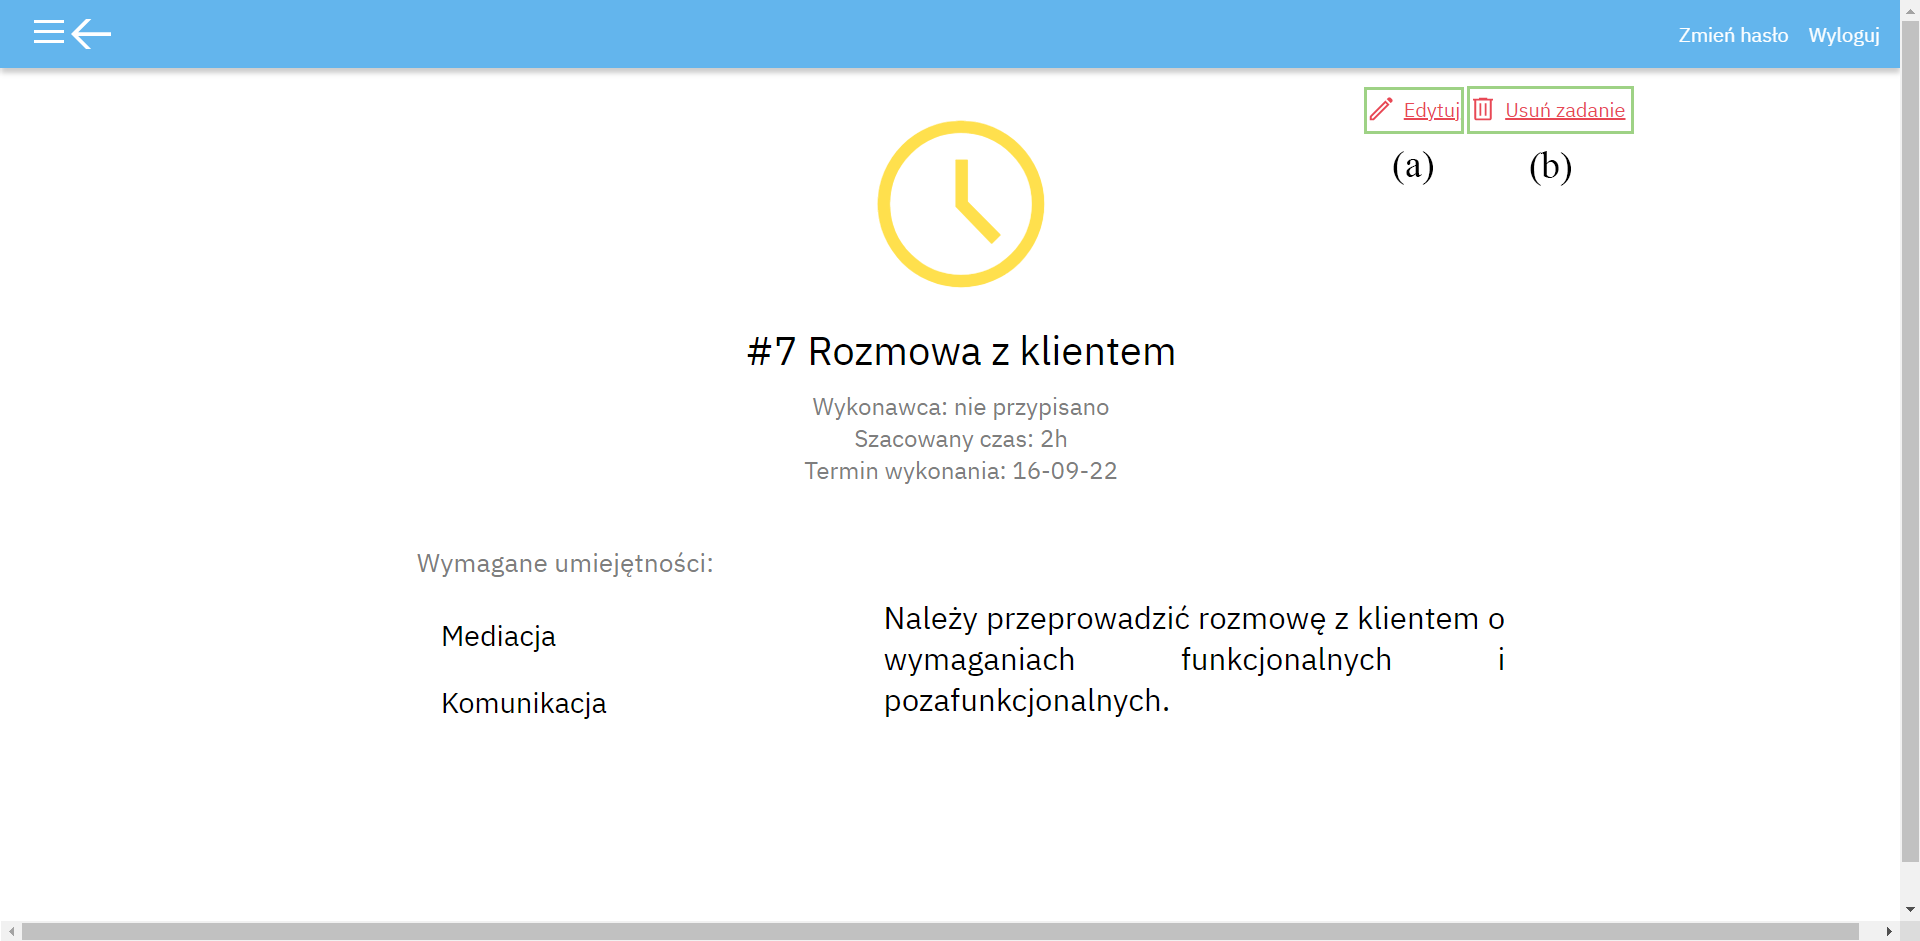 Zmień hasło Wyloguj
Edytuj Usuń zadanie
(a) (b)
#7 Rozmowa z klientem
Wykonawca: nie przypisano
Szacowany czas: 2h
Termin wykonania: 16-09-22
Wymagane umiejętności:
Mediacja
Komunikacja
Należy przeprowadzić rozmowę z klientem o
wymaganiach funkcjonalnych i
pozafunkcjonalnych.